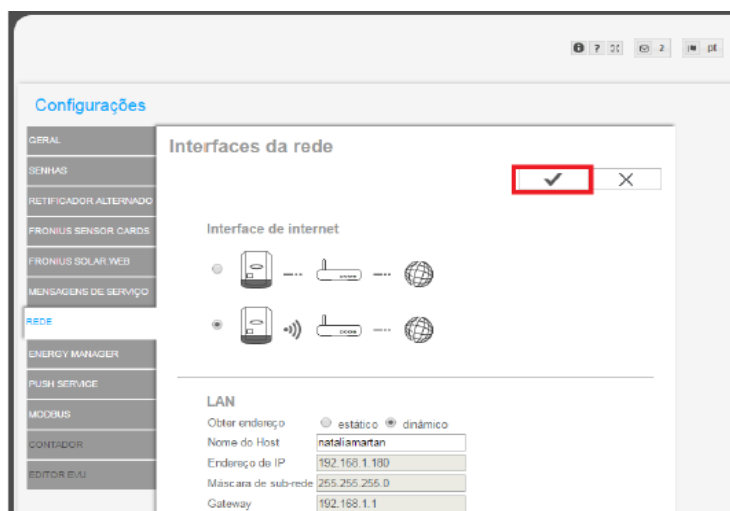 2 pt
Configurações
GERAL
SENHAS
RETIFICADOR ALTERNADO
FRONIUS SENSOR CARDS
FRONIUS SOLAR.WEB
MENSAGENS DE SERVIÇO
REDE
ENERGY MANAGER
PUSH SERVICE
MODBUS
CONTADOR
EDITOR EVU
Interfaces da rede
Interface de internet
LAN
Obter endereço estático dinámico
Nome do Host nataliamartan
Endereço de IP 192.168.1.180
Máscara de sub-rede 255.255.255.0
Gateway 192.168.1.1